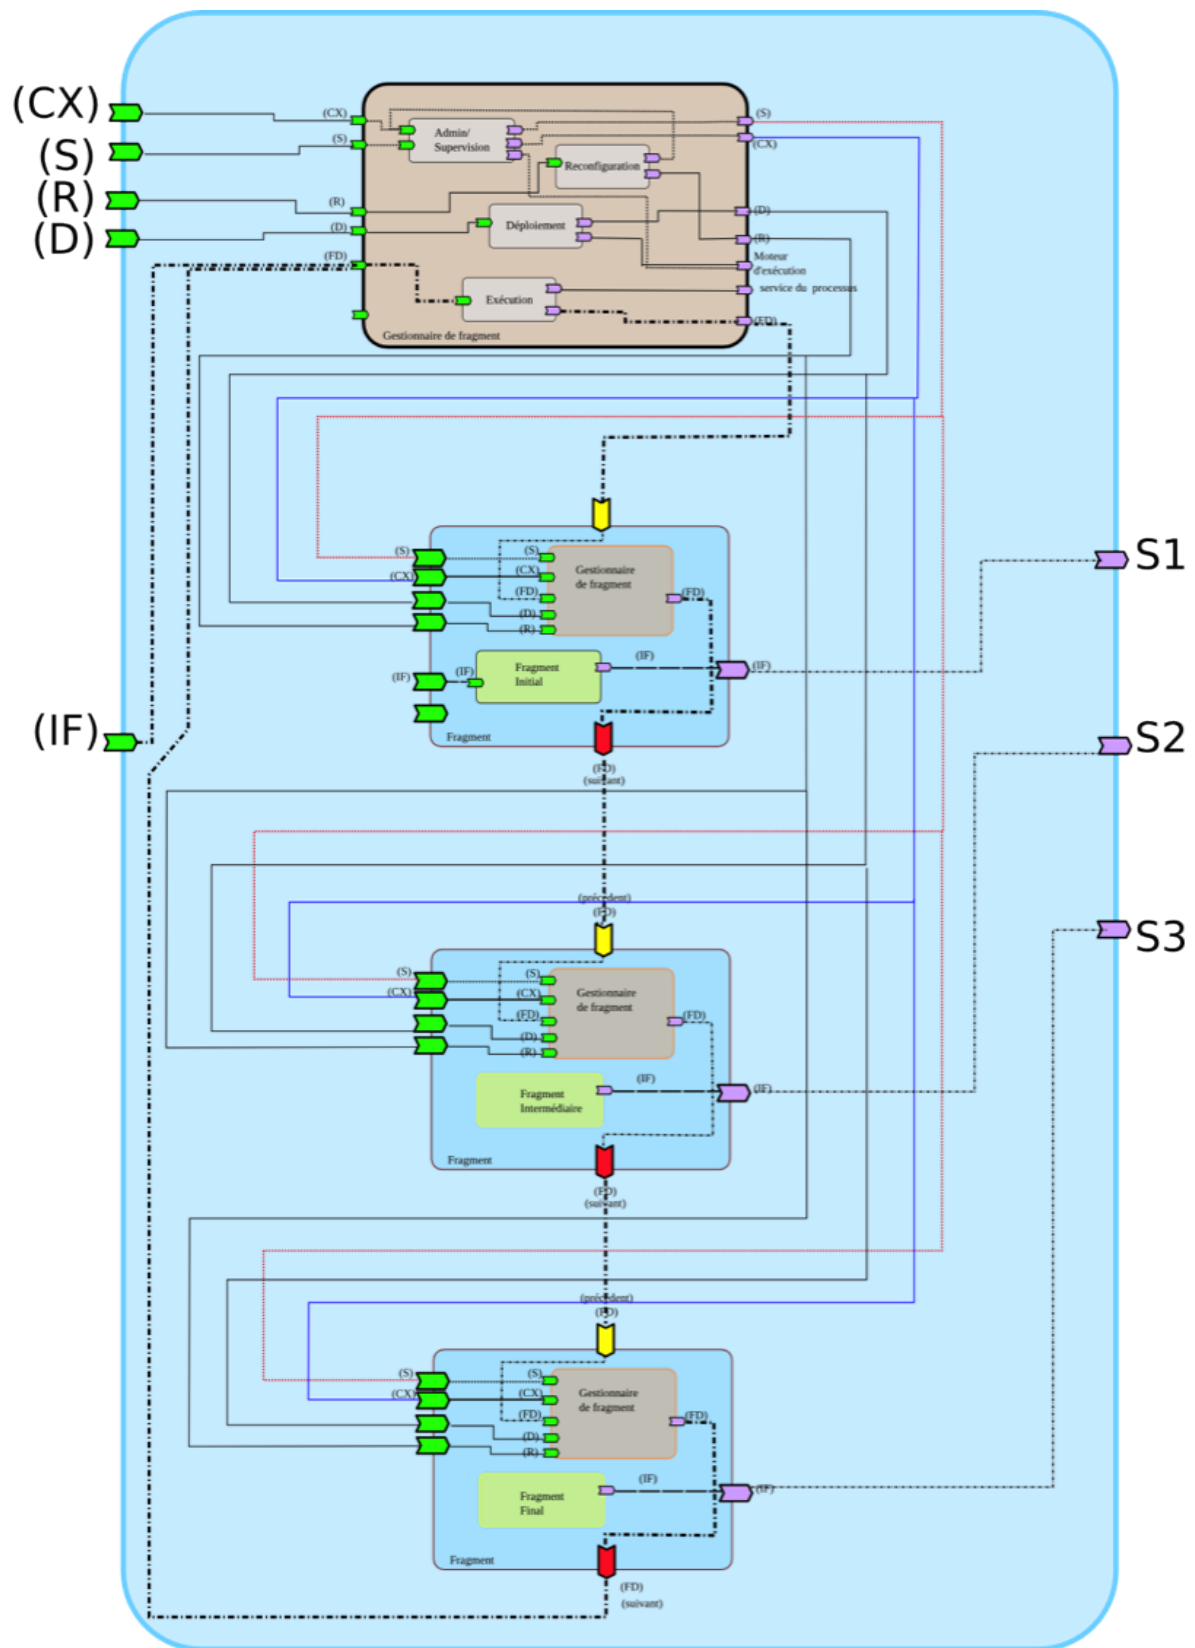 (CX)
(S)
(R)
(D)
(CX)
(S)
(R)
(D)
(FD)
Admin/
Supervision
Reconfiguration
Déploiement
Exécution
Gestionnaire de fragment
(S)
(CX)
(D)
(R)
Moteur
d'exécution
service du processus
(FD)
(S)
(CX)
(S)
(CX)
(FD)
(D)
(R)
Gestionnaire
de fragment
(FD)
(IF)
(IF)
Fragment
Initial
(IF)
(IF)
Fragment
(FD)
(suivant)
S1
(IF)
S2
S3
(précédent)
(FD)
(S)
(CX)
(S)
(CX)
(FD)
(D)
(R)
Gestionnaire
de fragment
(FD)
Fragment
Intermédiaire
(IF)
(IF)
Fragment
(FD)
(suivant)
(précédent)
(FD)
(S)
(CX)
(S)
(CX)
(FD)
(D)
(R)
Gestionnaire
de fragment
(FD)
Fragment
Final
(IF)
(IF)
Fragment
(FD)
(suivant)